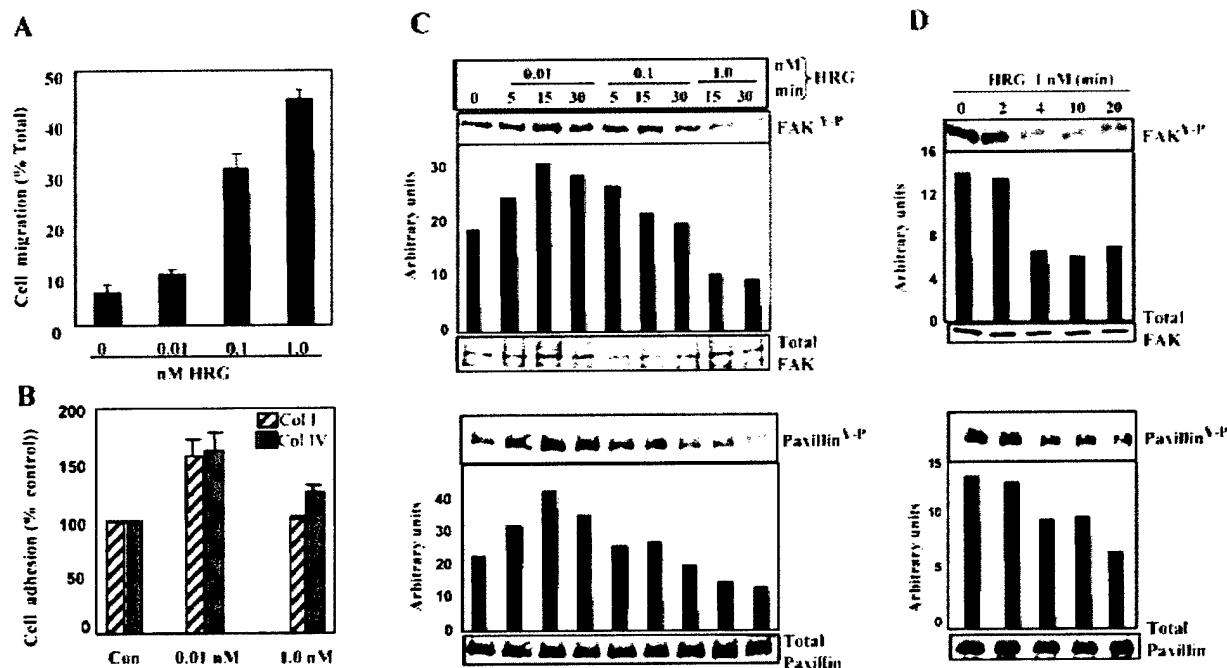 A
Cell migration (% Total)
50
40
30
20
10
0
0 0.01 0.1 1.0
nM HRG
B
Cell adhesion (% control))
200
150
100
50
0
Col I
Col IV
Con 0.01 nM 1.0 nM
C
0.01 0.1 1.0 nM
0 5 15 30 5 15 30 15 30 min
HRG
FAK Y-P
Arbitrary units
30
20
10
0
Total
FAK
Paxillin Y-P
Arbitrary units
40
30
20
10
0
Total
Paxillin
D
HRG 1 nM (min)
0 2 4 10 20
FAK Y-P
Arbitrary units
16
12
8
4
0
Total
FAK
Paxillin Y-P
Arbitrary units
15
10
5
0
Total
Paxillin